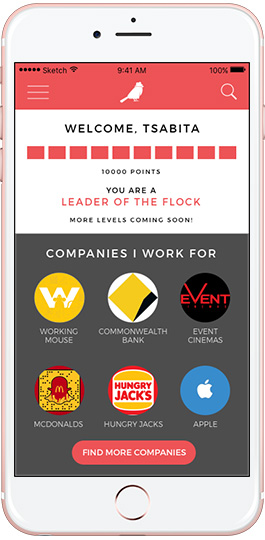 Sketch 9:41 AM 100%
WELCOME, TSABITA
10000 POINTS
YOU ARE A
LEADER OF THE FLOCK
MORE LEVELS COMING SOON!
COMPANIES I WORK FOR
EVENT
WORKING MOUSE
COMMONWEALTH BANK
EVENT CINEMAS
HUNGRY JACK'S
MCDONALDS
HUNGRY JACKS
APPLE
FIND MORE COMPANIES